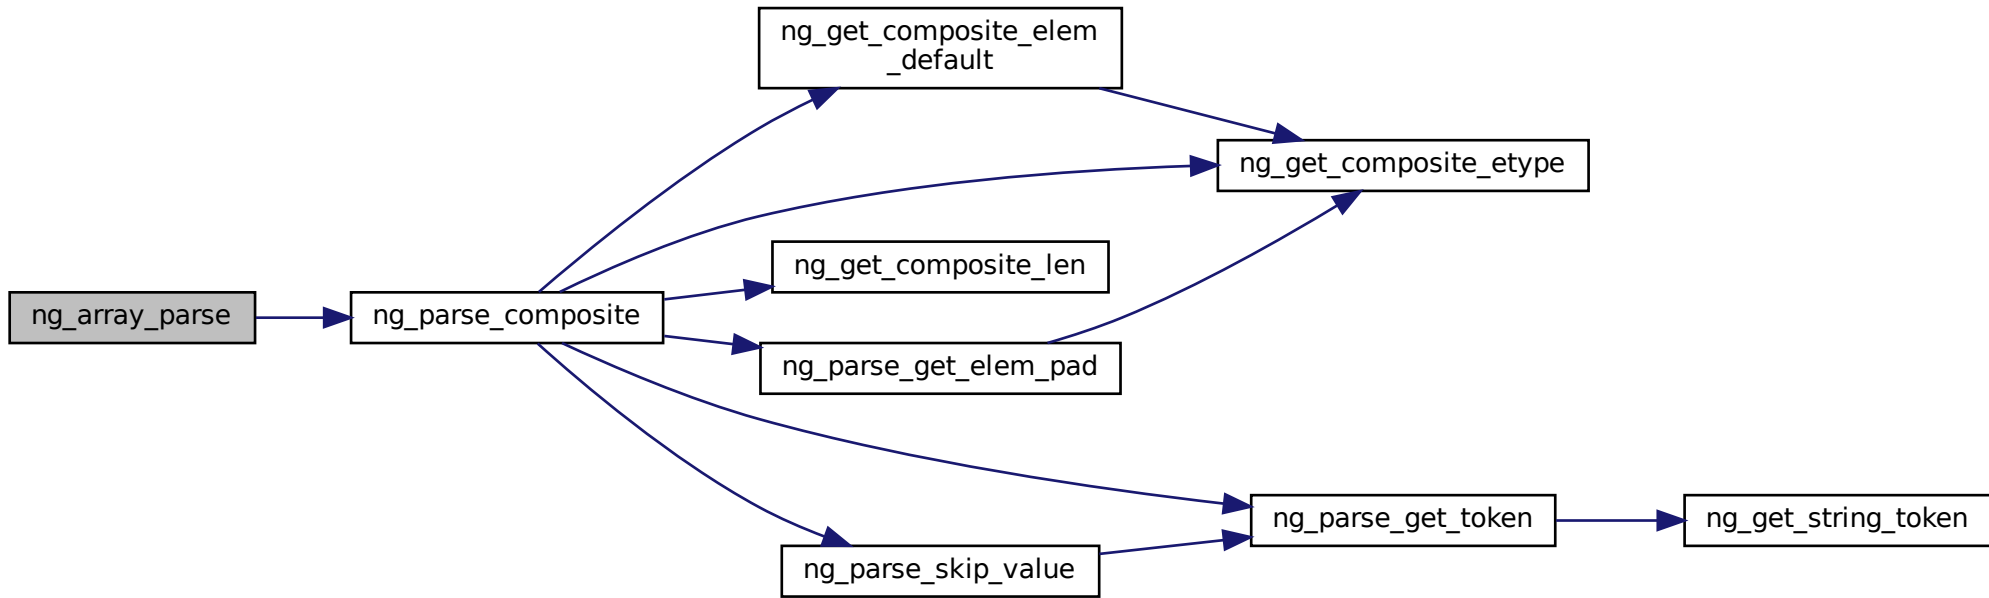 ng_get_composite_elem
_default
ng_get_composite_etype
ng_get_composite_len
ng_array_parse
ng_parse_composite
ng_parse_get_elem_pad
ng_parse_get_token
ng_get_string_token
ng_parse_skip_value